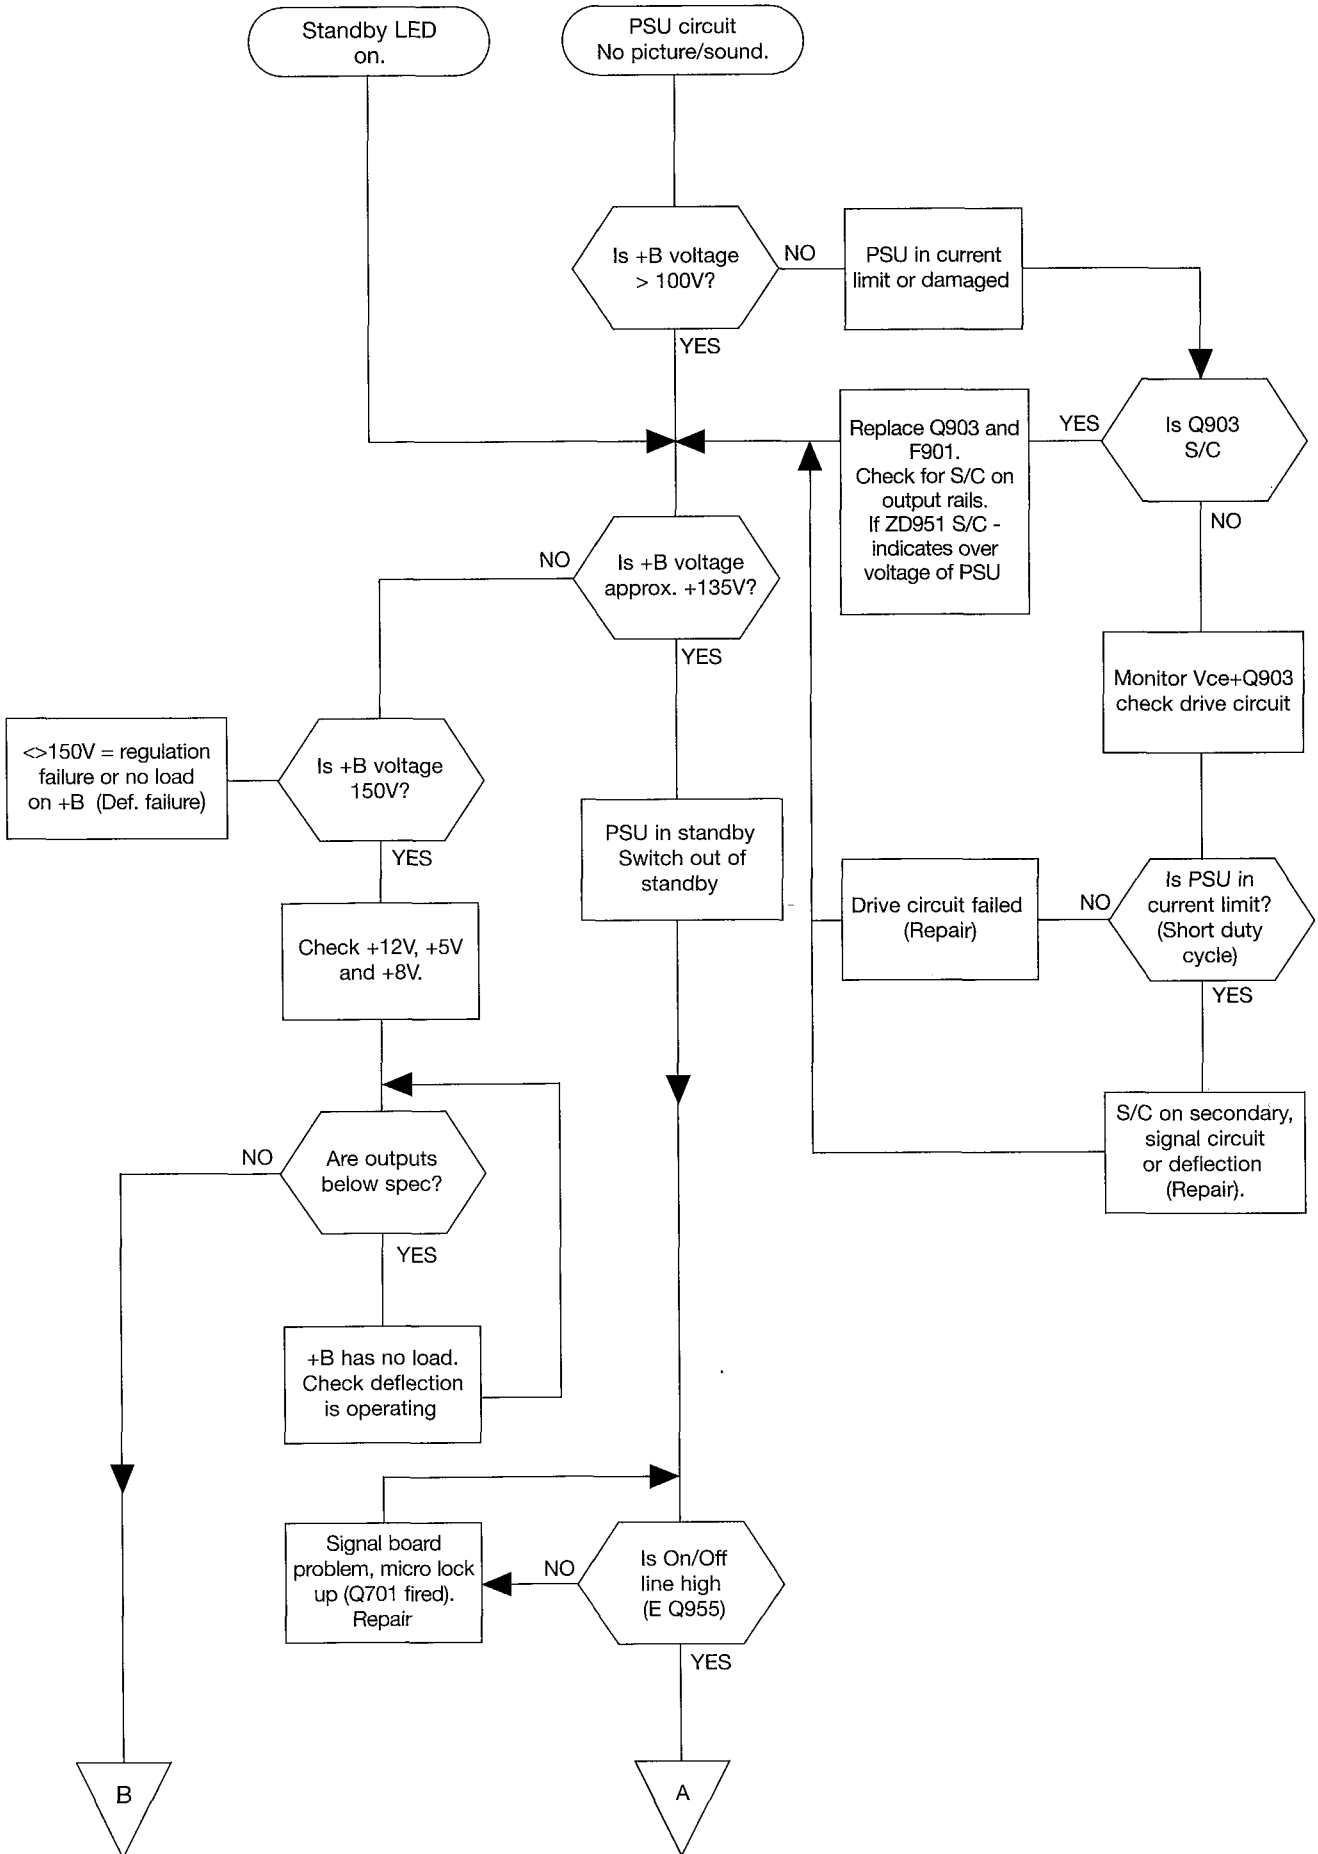 Standby LED
on.
PSU circuit
No picture/sound.
Is +B voltage
> 100V?
NO
PSU in current
limit or damaged
YES
Replace Q903 and
F901.
Check for S/C on
output rails.
If ZD951 S/C -
indicates over
voltage of PSU
YES
Is Q903
S/C
NO
NO
Is +B voltage
approx. +135V?
YES
Monitor Vce+Q903
check drive circuit
<>150V = regulation
failure or no load
on +B (Def. failure)
Is +B voltage
150V?
YES
PSU in standby
Switch out of
standby
Drive circuit failed
(Repair)
NO
Is PSU in
current limit?
(Short duty
cycle)
YES
Check +12V, +5V
and +8V.
S/C on secondary,
signal circuit
or deflection
(Repair).
NO
Are outputs
below spec?
YES
+B has no load.
Check deflection
is operating
Signal board
problem, micro lock
up (Q701 fired).
Repair
NO
Is On/Off
line high
(E Q955)
YES
B
A